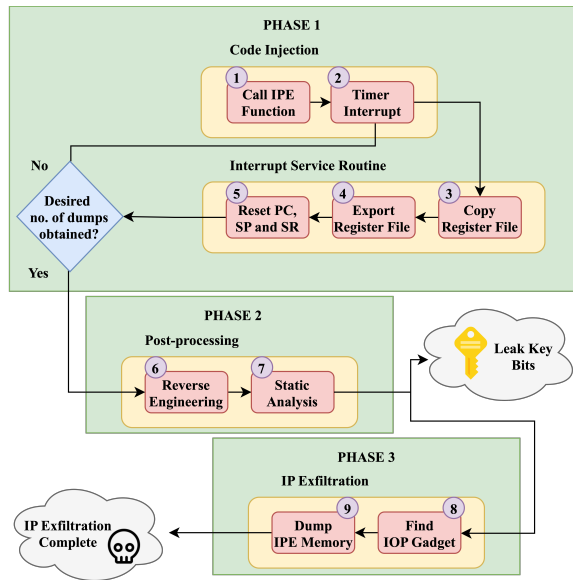 PHASE 1
Code Injection
1
Call IPE
Function
2
Timer
Interrupt
No
Interrupt Service Routine
Desired
no. of dumps
obtained?
5
Reset PC,
SP and SR
4
Export
Register File
3
Copy
Register File
Yes
PHASE 2
Post-processing
6
Reverse
Engineering
7
Static
Analysis
Leak Key
Bits
PHASE 3
IP Exfiltration
IP Exfiltration
Complete
9
Dump
IPE Memory
8
Find
IOP Gadget